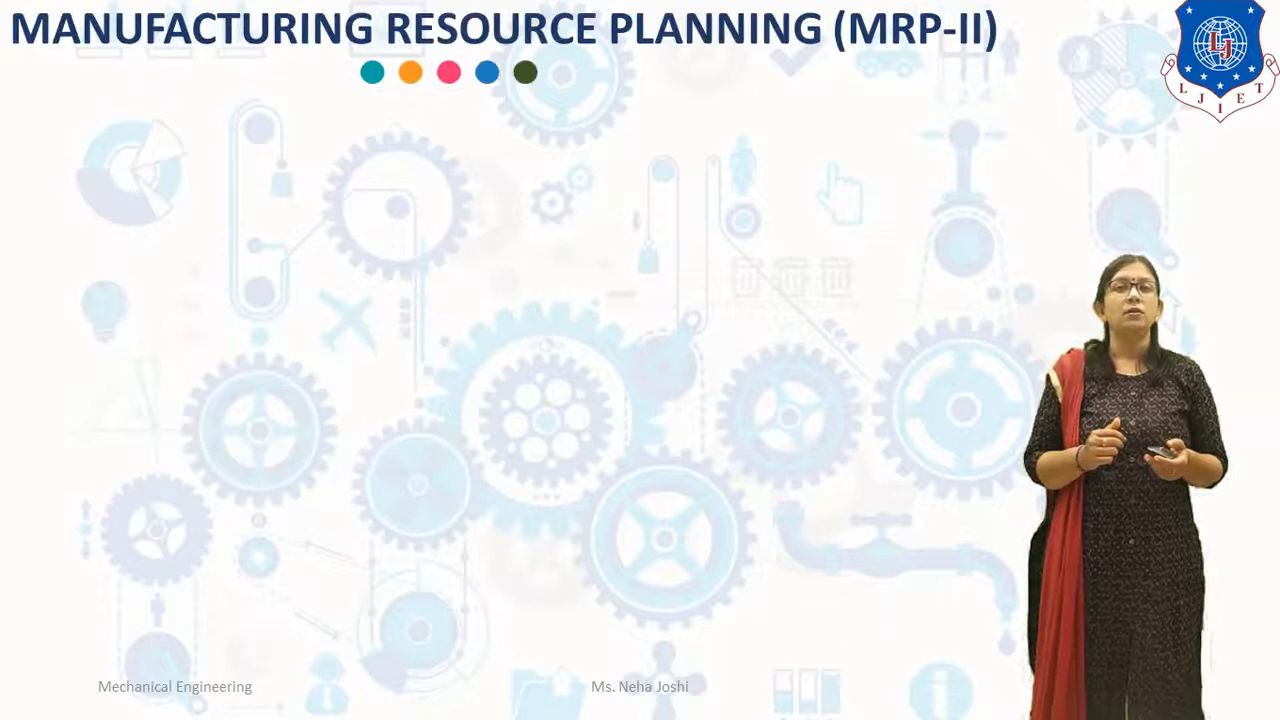 MANUFACTURING RESOURCE PLANNING (MRP-II)
L J I E T
Mechanical Engineering
Ms. Neha Joshi